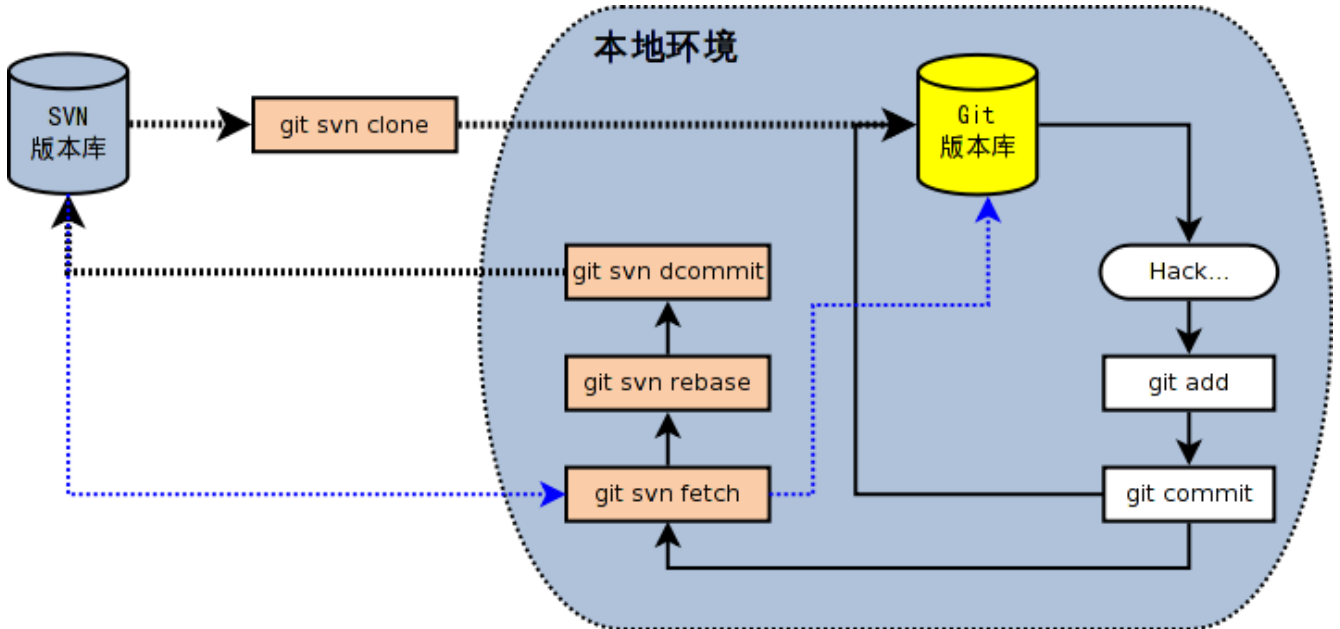 本地环境
SVN
版本库
git svn clone
Git
版本库
git svn dcommit
Hack...
git svn rebase
git add
git svn fetch
git commit